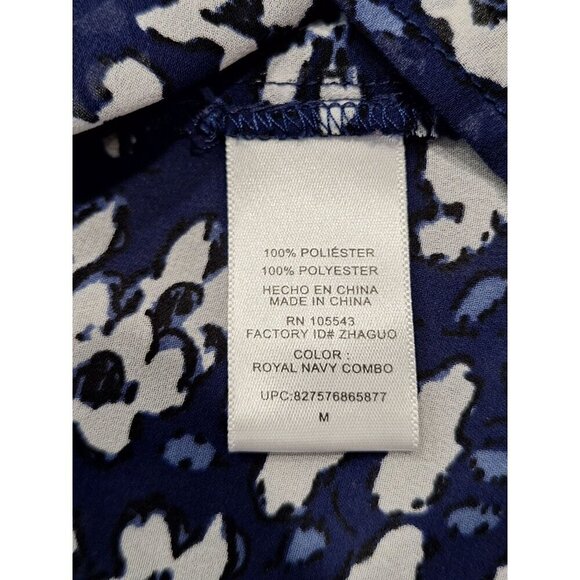 100% POLIÉSTER
100% POLYESTER
HECHO EN CHINA
MADE IN CHINA
RN 105543
FACTORY ID# ZHAGUO
COLOR :
ROYAL NAVY COMBO
UPC:827576865877
M